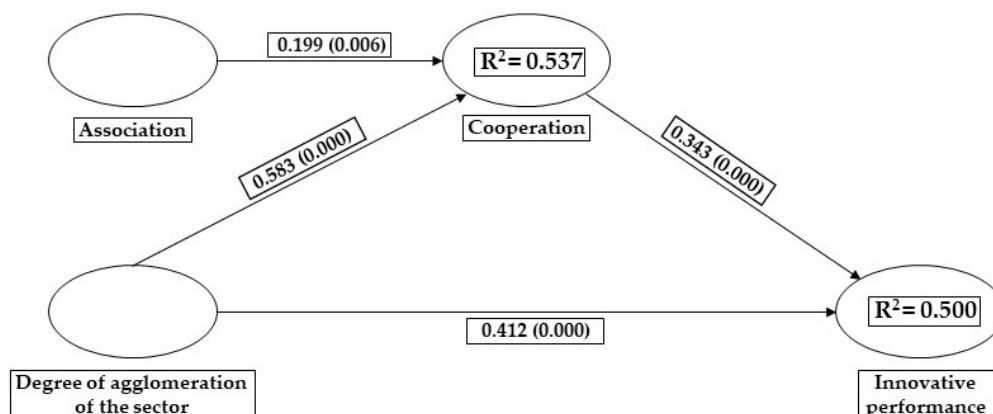 0.199 (0.006)
R²= 0.537
Association
Cooperation
0.583 (0.000)
0.343 (0.000)
R²= 0.500
0.412 (0.000)
Degree of agglomeration
of the sector
Innovative
performance